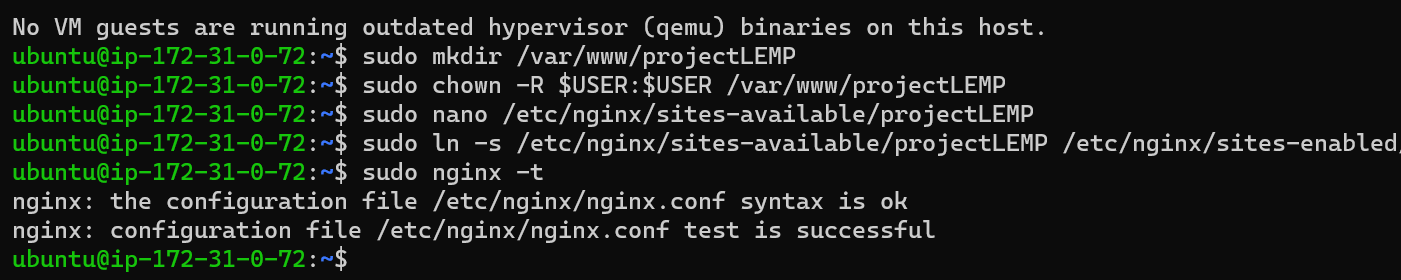 No VM guests are running outdated hypervisor (qemu) binaries on this host.
ubuntu@ip-172-31-0-72:~$ sudo mkdir /var/www/projectLEMP
ubuntu@ip-172-31-0-72:~$ sudo chown -R $USER:$USER /var/www/projectLEMP
ubuntu@ip-172-31-0-72:~$ sudo nano /etc/nginx/sites-available/projectLEMP
ubuntu@ip-172-31-0-72:~$ sudo ln -s /etc/nginx/sites-available/projectLEMP /etc/nginx/sites-enabled/
ubuntu@ip-172-31-0-72:~$ sudo nginx -t
nginx: the configuration file /etc/nginx/nginx.conf syntax is ok
nginx: configuration file /etc/nginx/nginx.conf test is successful
ubuntu@ip-172-31-0-72:~$